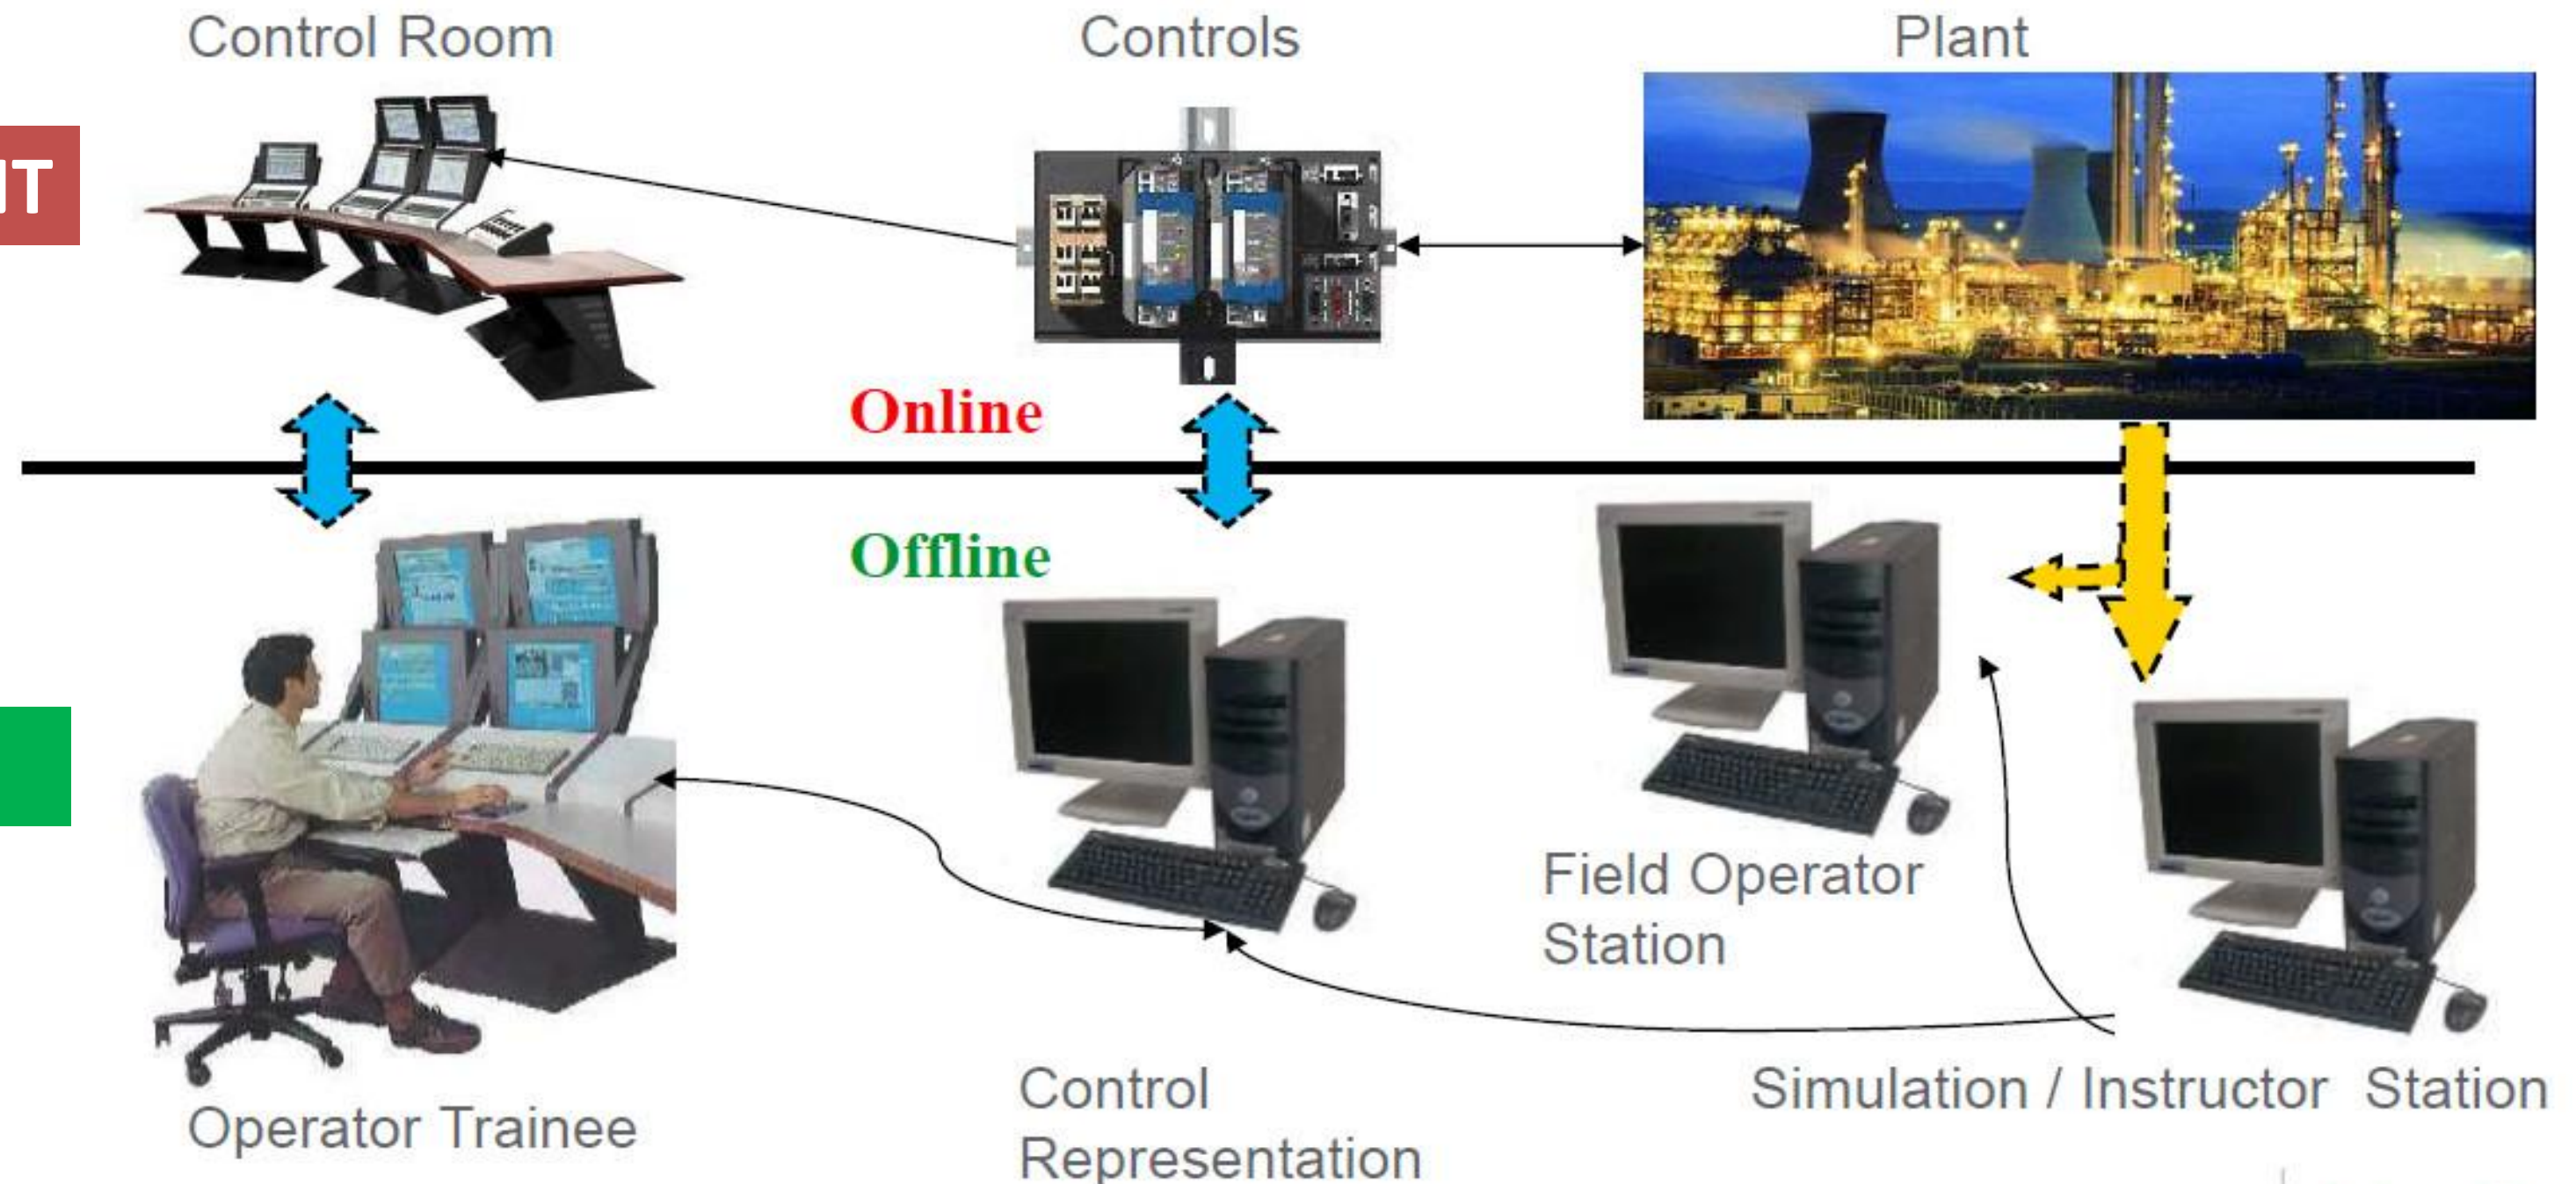 Control Room
Controls
Plant
Online
Offline
Field Operator
Station
Operator Trainee
Control
Representation
Simulation / Instructor Station